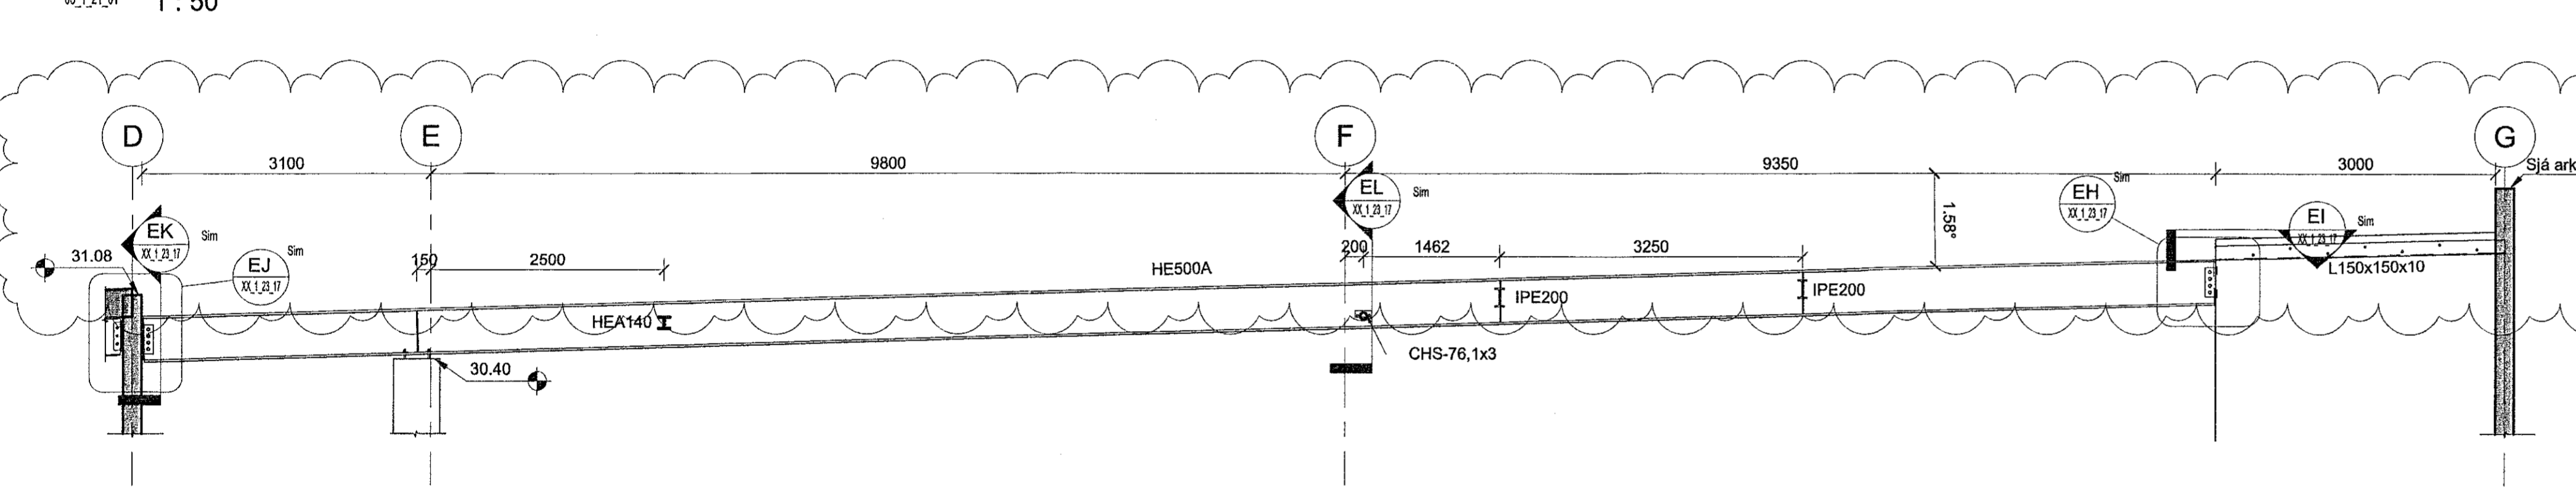 1 : 50
D
E
F
G
3100
9800
9350
3000
Sjá ark
EK
XX_1_23_17
Sim
EJ
XX_1_23_17
Sim
EL
XX_1_23_17
Sim
EH
XX_1_23_17
Sim
EI
XX_1_23_17
Sim
31.08
150
2500
200
1462
3250
1.58°
HE500A
HEA140
IPE200
IPE200
L150x150x10
CHS-76,1x3
30.40